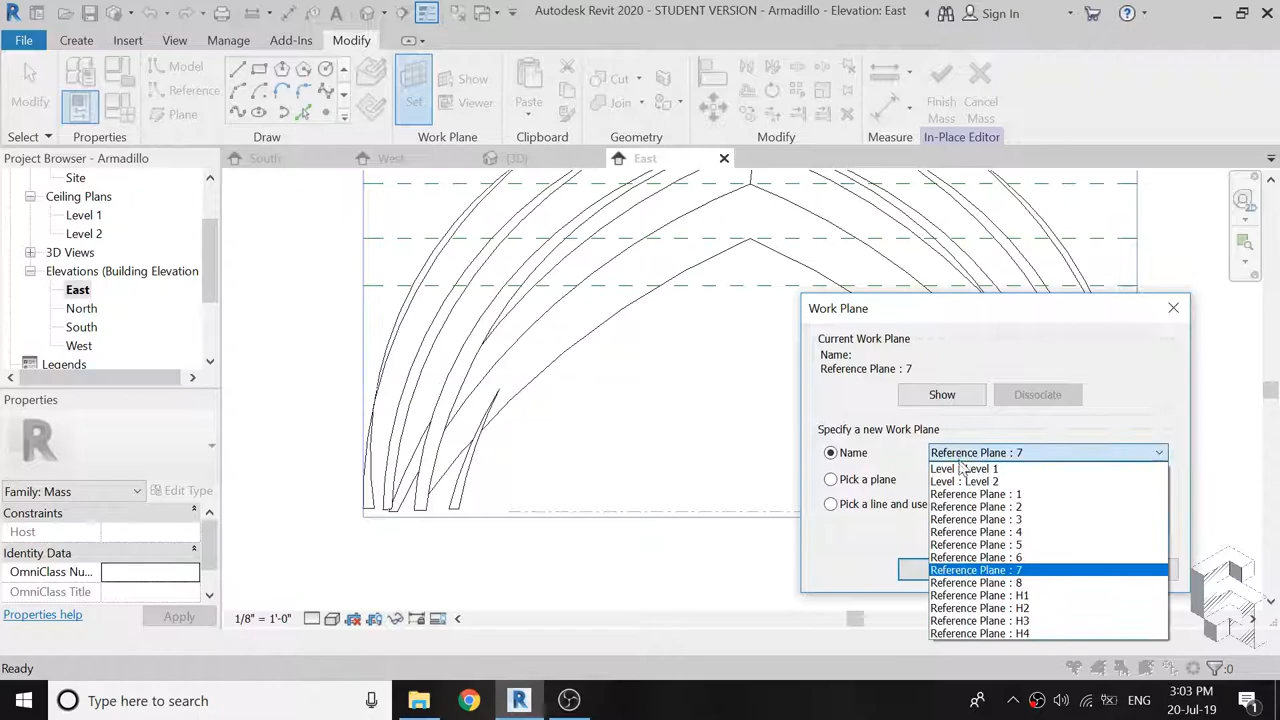 Autodesk Revit 2020 - STUDENT VERSION - Armadillo - Elevation: East
Sign In
File
Create
Insert
View
Manage
Add-Ins
Modify
Modify
Model
Reference
Plane
Set
Show
Viewer
Paste
Cut
Join
Finish
Mass
Cancel
Mass
Select
Properties
Draw
Work Plane
Clipboard
Geometry
Modify
Measure
In-Place Editor
Project Browser - Armadillo
South
West
{3D}
East
Site
Ceiling Plans
Level 1
Level 2
3D Views
Elevations (Building Elevation
East
North
South
West
Legends
Properties
Family: Mass
Edit Type
Constraints
Host
Identity Data
OmniClass Nu...
OmniClass Title
Properties help
Apply
Work Plane
Current Work Plane
Name:
Reference Plane : 7
Show
Dissociate
Specify a new Work Plane
Name
Reference Plane : 7
Pick a plane
Pick a line and use
Level : Level 1
Level : Level 2
Reference Plane : 1
Reference Plane : 2
Reference Plane : 3
Reference Plane : 4
Reference Plane : 5
Reference Plane : 6
Reference Plane : 7
Reference Plane : 8
Reference Plane : H1
Reference Plane : H2
Reference Plane : H3
Reference Plane : H4
1/8" = 1'-0"
Ready
:0
Type here to search
ENG
3:03 PM
20-Jul-19
1